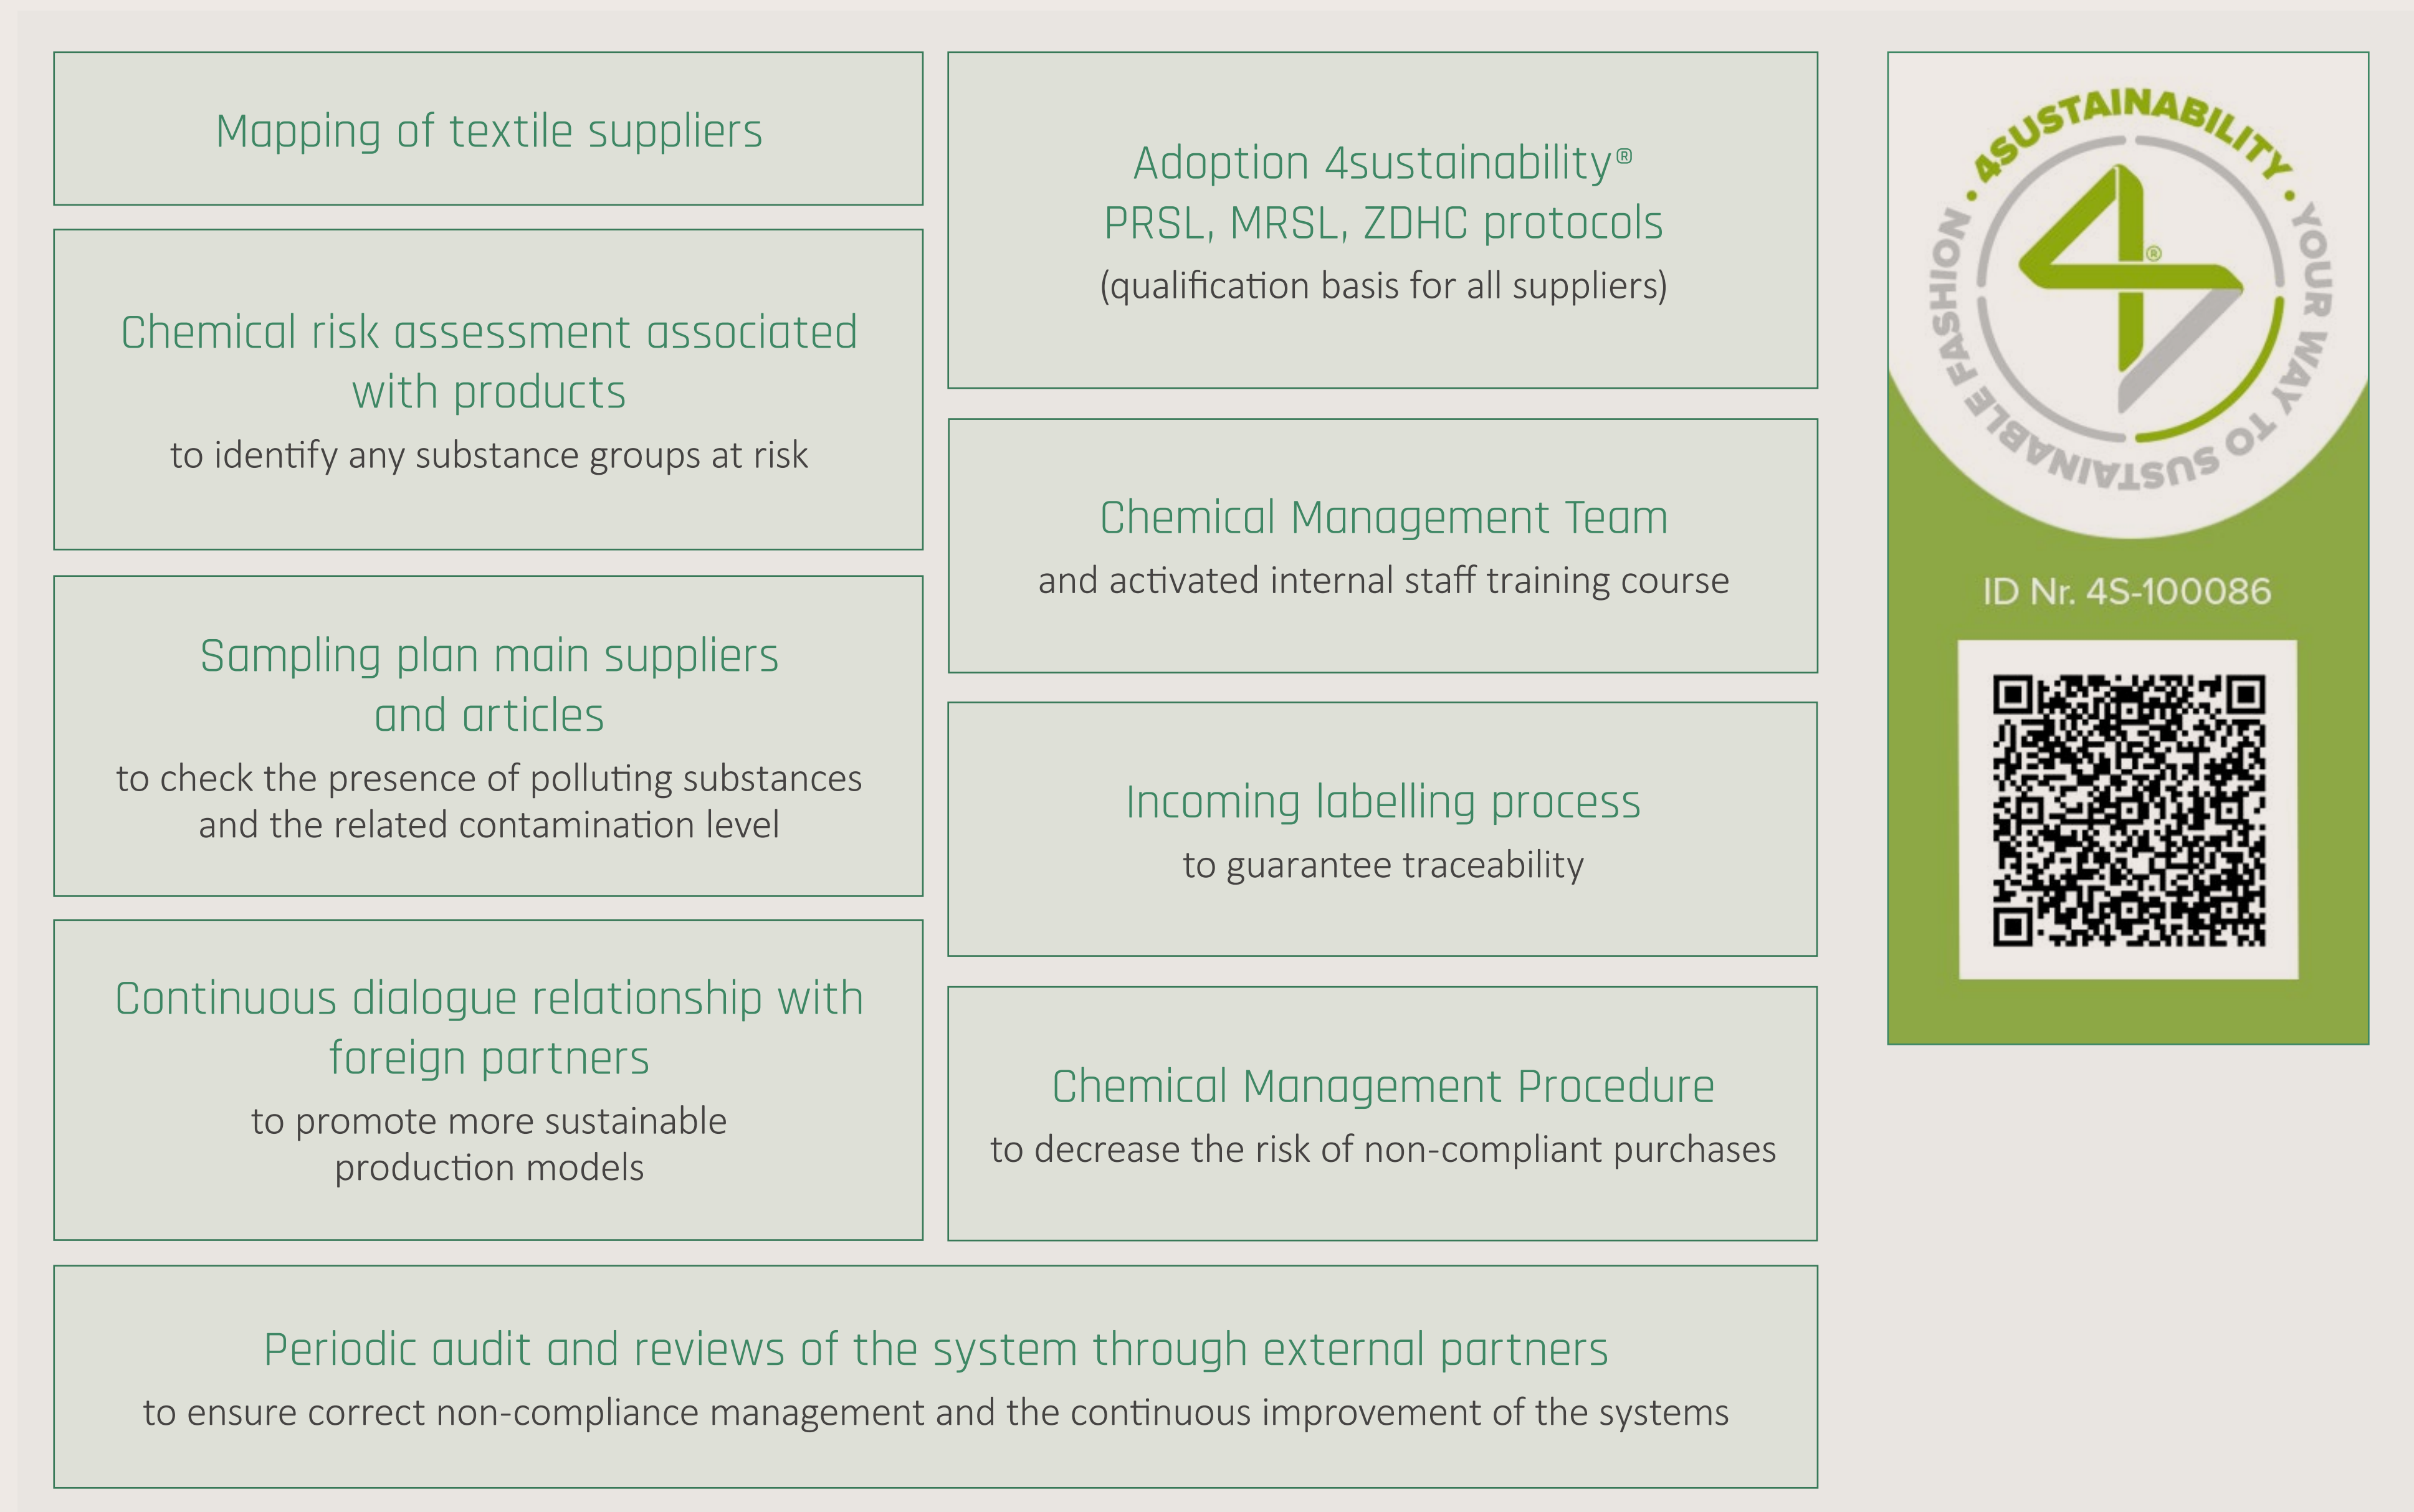 Mapping of textile suppliers
Chemical risk assessment associated
with products
to identify any substance groups at risk
Sampling plan main suppliers
and articles
to check the presence of polluting substances
and the related contamination level
Continuous dialogue relationship with
foreign partners
to promote more sustainable
production models
Adoption 4sustainability®
PRSL, MRSL, ZDHC protocols
(qualification basis for all suppliers)
Chemical Management Team
and activated internal staff training course
Incoming labelling process
to guarantee traceability
Chemical Management Procedure
to decrease the risk of non-compliant purchases
Periodic audit and reviews of the system through external partners
to ensure correct non-compliance management and the continuous improvement of the systems
• 4SUSTAINABILITY • YOUR WAY TO SUSTAINABLE FASHION
4®
ID Nr. 4S-100086